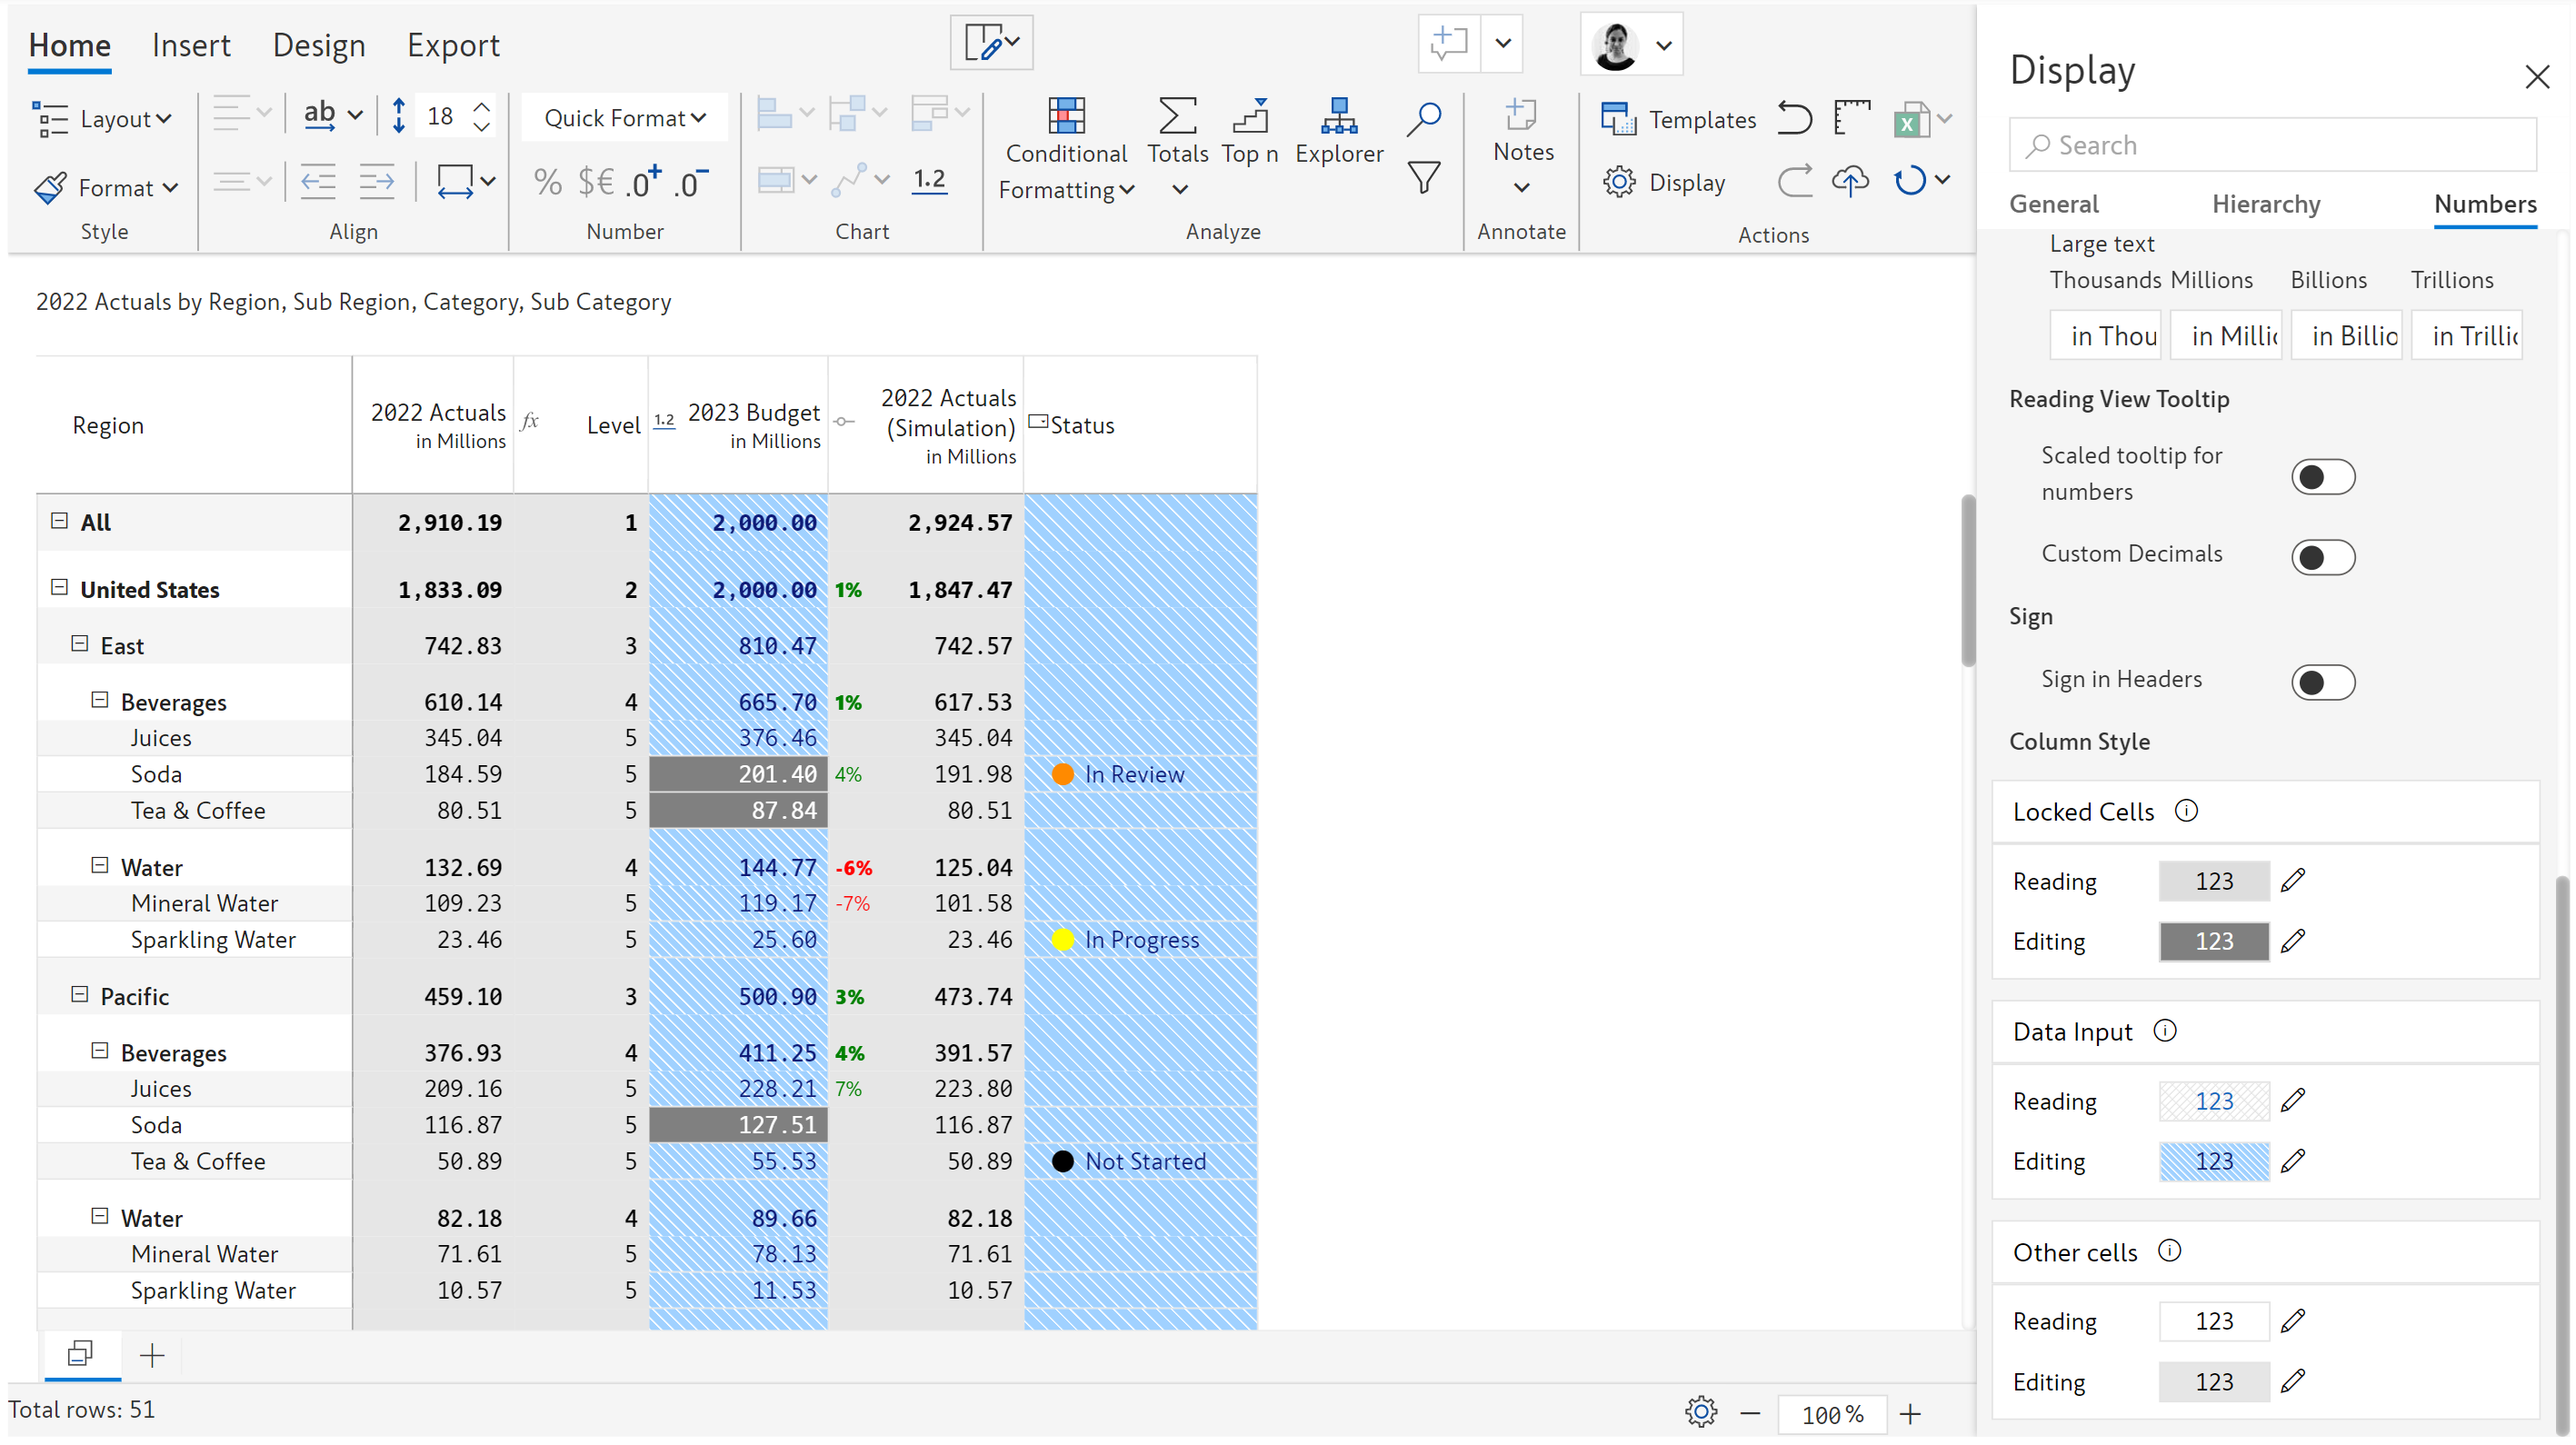 Home Insert Design Export
Layout
ab
18
Quick Format
Format
% $€ .0+ .0-
1.2
Conditional Formatting
Totals
Top n
Explorer
Notes
Templates
Display
Style Align Number Chart Analyze Annotate Actions
2022 Actuals by Region, Sub Region, Category, Sub Category
Region 2022 Actuals in Millions fx Level 1.2 2023 Budget in Millions 2022 Actuals (Simulation) in Millions Status
All 2,910.19 1 2,000.00 2,924.57
United States 1,833.09 2 2,000.00 1% 1,847.47
East 742.83 3 810.47 742.57
Beverages 610.14 4 665.70 1% 617.53
Juices 345.04 5 376.46 345.04
Soda 184.59 5 201.40 4% 191.98 In Review
Tea & Coffee 80.51 5 87.84 80.51
Water 132.69 4 144.77 -6% 125.04
Mineral Water 109.23 5 119.17 -7% 101.58
Sparkling Water 23.46 5 25.60 23.46 In Progress
Pacific 459.10 3 500.90 3% 473.74
Beverages 376.93 4 411.25 4% 391.57
Juices 209.16 5 228.21 7% 223.80
Soda 116.87 5 127.51 116.87
Tea & Coffee 50.89 5 55.53 50.89 Not Started
Water 82.18 4 89.66 82.18
Mineral Water 71.61 5 78.13 71.61
Sparkling Water 10.57 5 11.53 10.57
Total rows: 51
100 %
Display
Search
General Hierarchy Numbers
Large text
Thousands Millions Billions Trillions
in Thou in Milli in Billio in Trilli
Reading View Tooltip
Scaled tooltip for
numbers
Custom Decimals
Sign
Sign in Headers
Column Style
Locked Cells
Reading 123
Editing 123
Data Input
Reading 123
Editing 123
Other cells
Reading 123
Editing 123